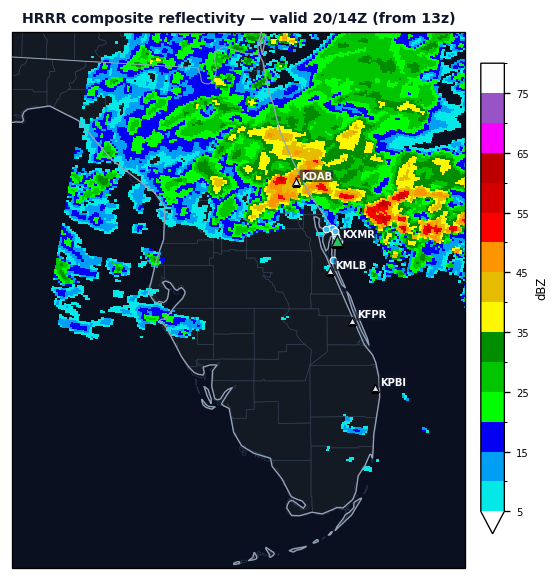 HRRR composite reflectivity — valid 20/14Z (from 13z)
KDAB
KXMR
KMLB
KFPR
KPBI
75
65
55
45
35
25
15
5
dBZ